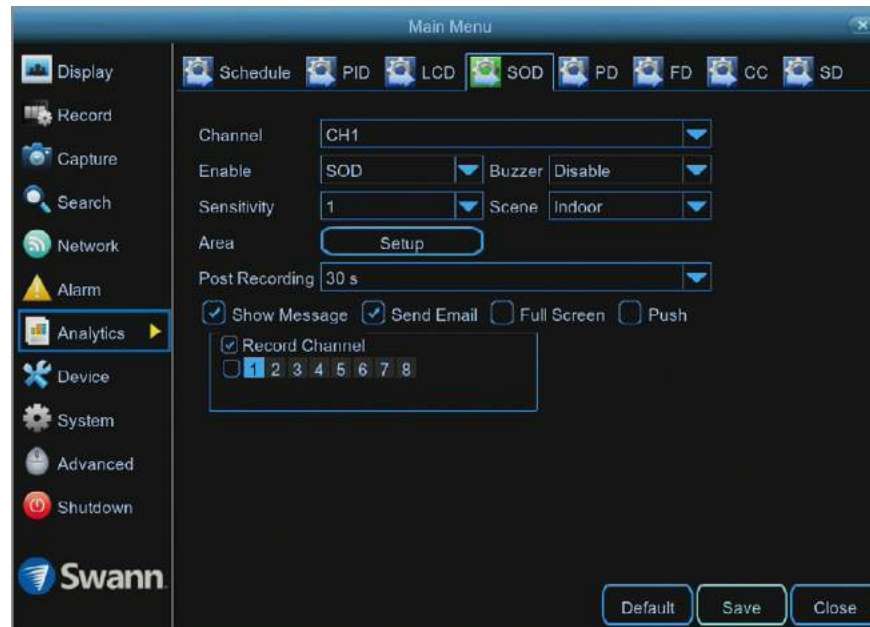 Main Menu
Display
Record
Capture
Search
Network
Alarm
Analytics
Device
System
Advanced
Shutdown
Swann
Schedule PID LCD SOD PD FD CC SD
Channel CH1
Enable SOD Buzzer Disable
Sensitivity 1 Scene Indoor
Area Setup
Post Recording 30 s
Show Message Send Email Full Screen Push
Record Channel
1 2 3 4 5 6 7 8
Default Save Close